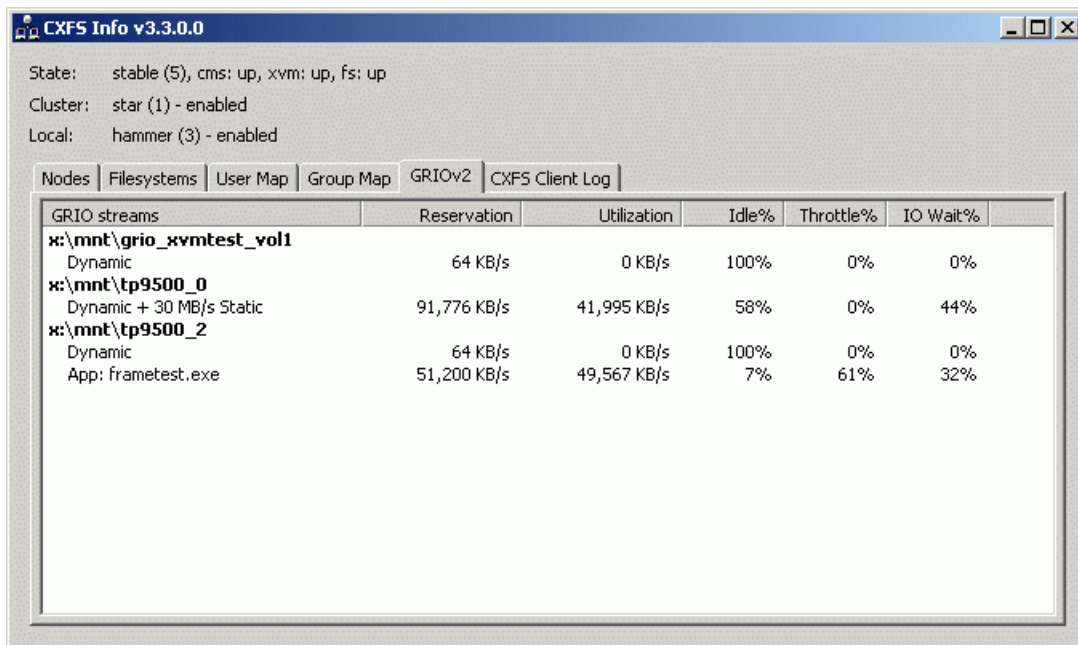 CXFS Info v3.3.0.0
State: stable (5), cms: up, xvm: up, fs: up
Cluster: star (1) - enabled
Local: hammer (3) - enabled
Nodes Filesystems User Map Group Map GRIOv2 CXFS Client Log
GRIO streams Reservation Utilization Idle% Throttle% IO Wait%
x:\mnt\grio_xvmtest_vol1
Dynamic 64 KB/s 0 KB/s 100% 0% 0%
x:\mnt\tp9500_0
Dynamic + 30 MB/s Static 91,776 KB/s 41,995 KB/s 58% 0% 44%
x:\mnt\tp9500_2
Dynamic 64 KB/s 0 KB/s 100% 0% 0%
App: frametest.exe 51,200 KB/s 49,567 KB/s 7% 61% 32%